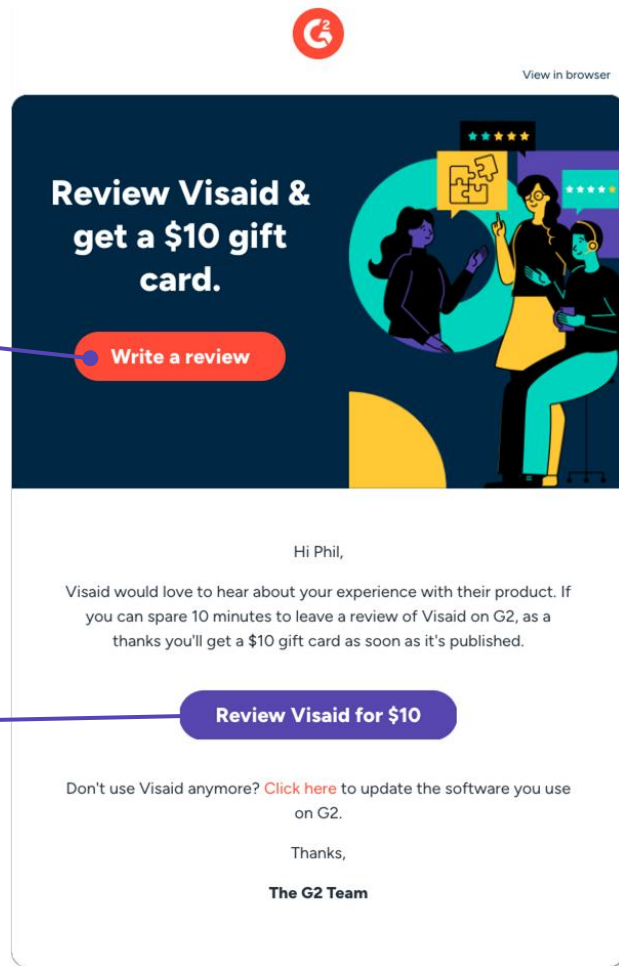 G2
View in browser
Review Visaid &
get a $10 gift
card.
Write a review
Hi Phil,
Visaid would love to hear about your experience with their product. If
you can spare 10 minutes to leave a review of Visaid on G2, as a
thanks you'll get a $10 gift card as soon as it's published.
Review Visaid for $10
Don't use Visaid anymore? Click here to update the software you use
on G2.
Thanks,
The G2 Team